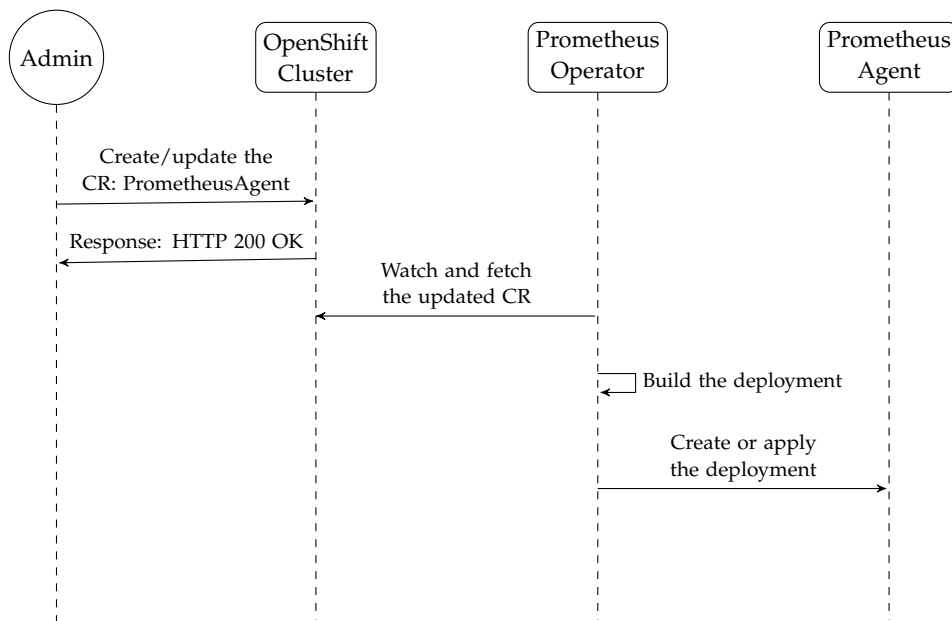 Admin
OpenShift
Cluster
Prometheus
Operator
Prometheus
Agent
Create/update the
CR: PrometheusAgent
Response: HTTP 200 OK
Watch and fetch
the updated CR
Build the deployment
Create or apply
the deployment